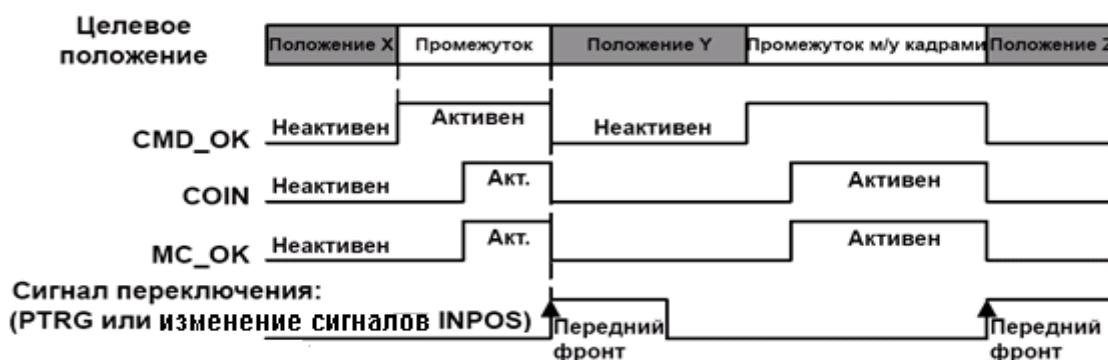 Целевое
положение
Положение X Промежуток Положение Y Промежуток м/у кадрами Положение Z
CMD_OK Неактивен Активен Неактивен
COIN Неактивен Акт. Активен
MC_OK Неактивен Акт. Активен
Сигнал переключения:
(PTRG или изменение сигналов INPOS)
Передний
фронт
Передний
фронт